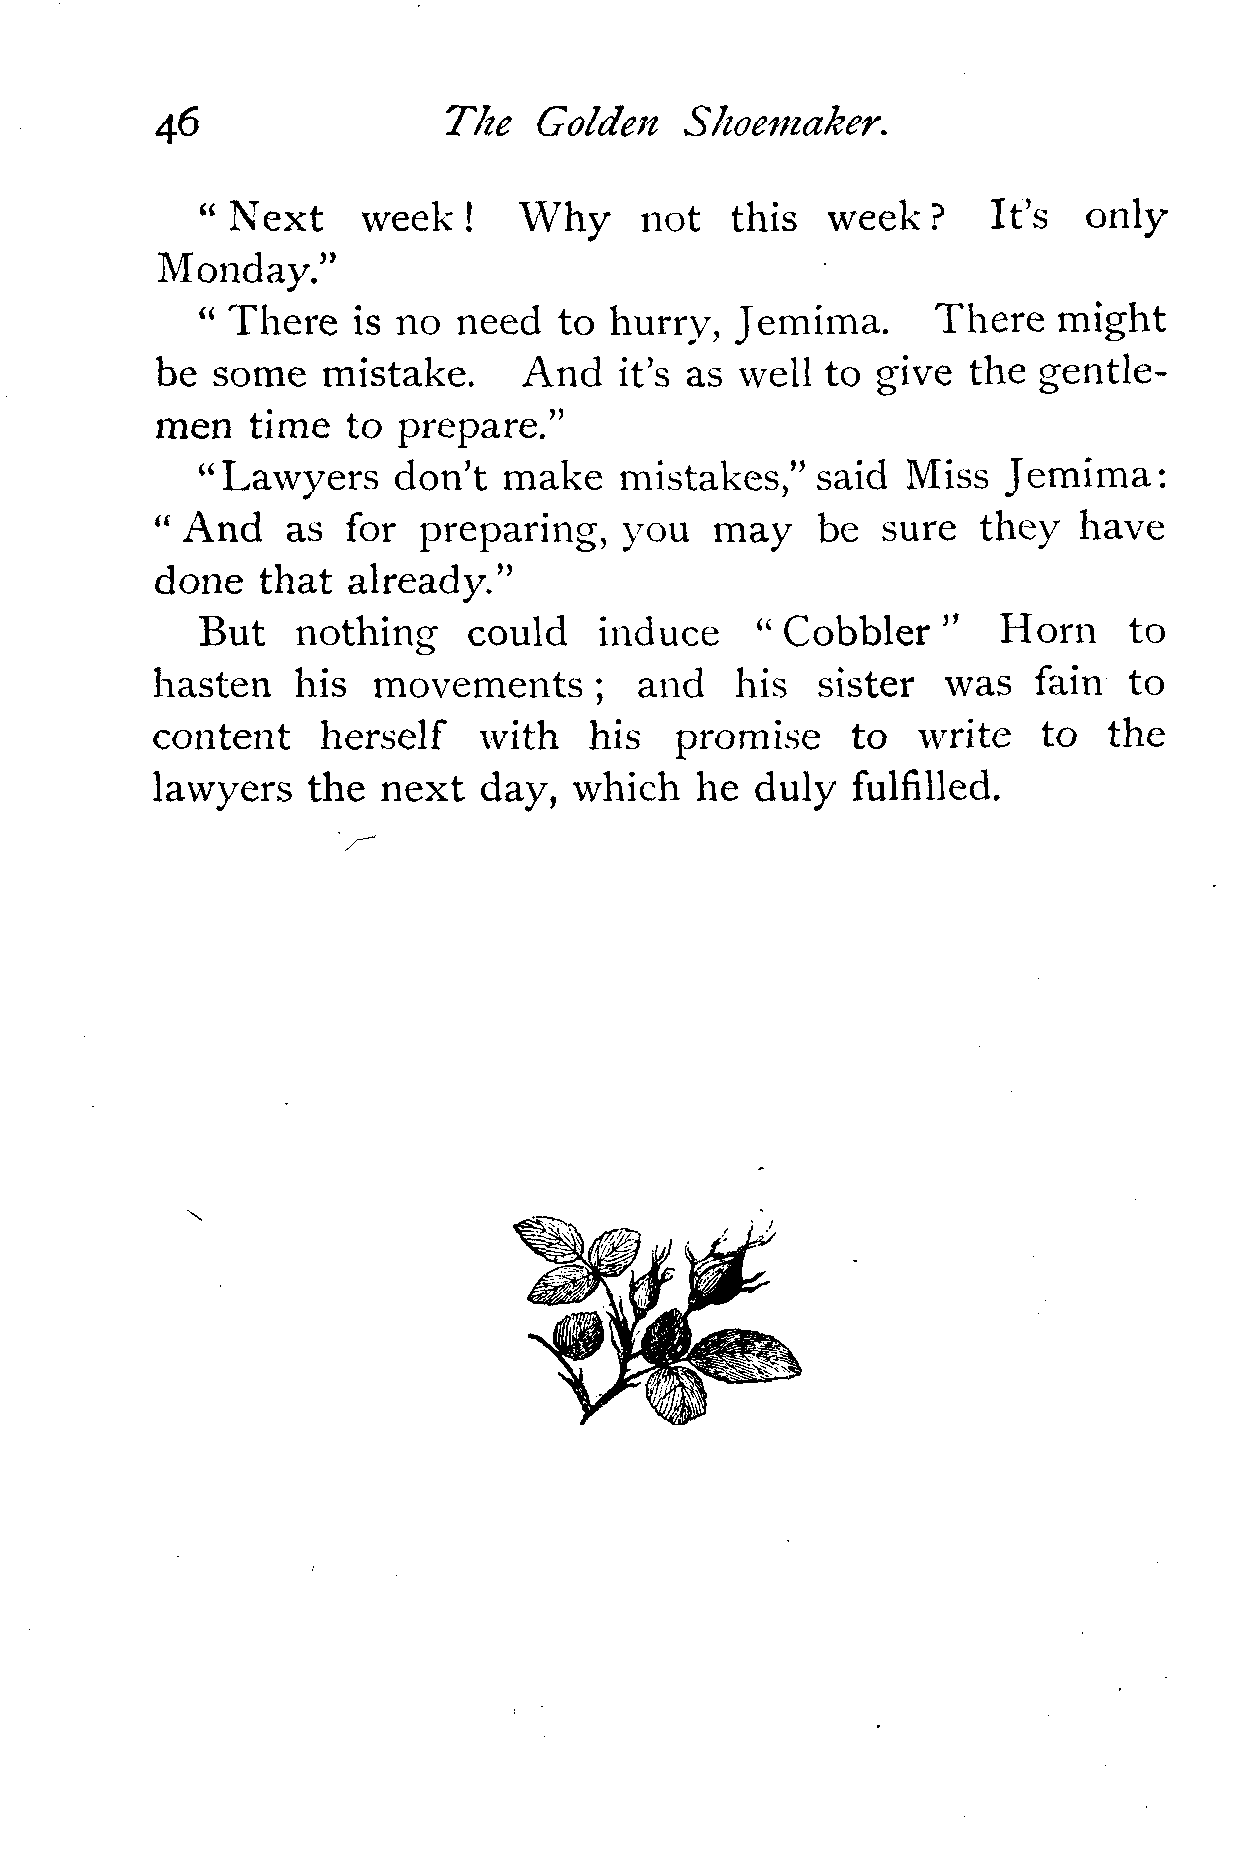 46 The Golden Shoemaker.
“ Next week ! Why not this week ? It’s only
Monday.”
“ There is no need to hurry, Jemima. There might
be some mistake. And it’s as well to give the gentle-
men time to prepare.”
“Lawyers don’t make mistakes,” said Miss Jemima:
“ And as for preparing, you may be sure they have
done that already.”
But nothing could induce “ Cobbler ” Horn to
hasten his movements ; and his sister was fain to
content herself with his promise to write to the
lawyers the next day, which he duly fulfilled.